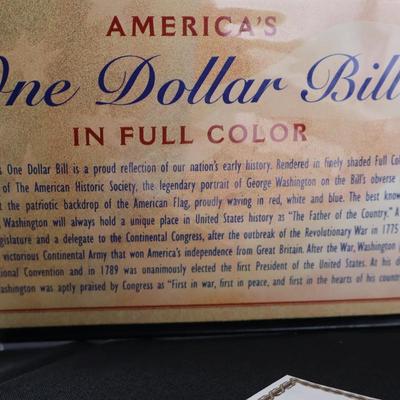 AMERICA'S
One Dollar Bill
IN FULL COLOR
s One Dollar Bill is a proud reflection of our nation's early history. Rendered in finely shaded Full Col
of The American Historic Society, the legendary portrait of George Washington on the Bill's obverse
t the patriotic backdrop of the American Flag, proudly waving in red, white and blue. The best know
, Washington will always hold a unique place in United States history as "The Father of the Country." A
gislature and a delegate to the Continental Congress, after the outbreak of the Revolutionary War in 1775
victorious Continental Army that won America's independence from Great Britain. After the War, Washington
tional Convention and in 1789 was unanimously elected the first President of the United States. At his d
ashington was aptly praised by Congress as "First in war, first in peace, and first in the hearts of his coun